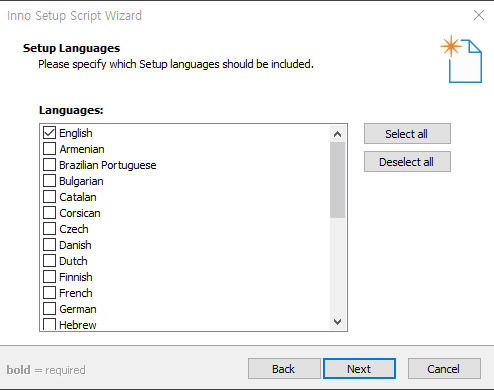 Inno Setup Script Wizard
Setup Languages
Please specify which Setup languages should be included.
Languages:
English
Armenian
Brazilian Portuguese
Bulgarian
Catalan
Corsican
Czech
Danish
Dutch
Finnish
French
German
Hebrew
Select all
Deselect all
bold = required
Back
Next
Cancel